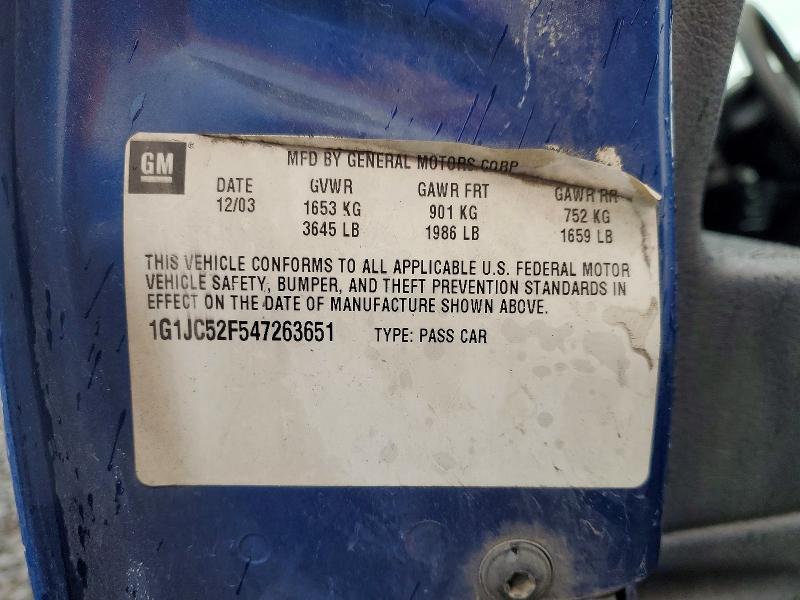 GM
MFD BY GENERAL MOTORS CORP
DATE GVWR GAWR FRT GAWR RR
12/03 1653 KG 901 KG 752 KG
3645 LB 1986 LB 1659 LB
THIS VEHICLE CONFORMS TO ALL APPLICABLE U.S. FEDERAL MOTOR
VEHICLE SAFETY, BUMPER, AND THEFT PREVENTION STANDARDS IN
EFFECT ON THE DATE OF MANUFACTURE SHOWN ABOVE.
1G1JC52F547263651 TYPE: PASS CAR